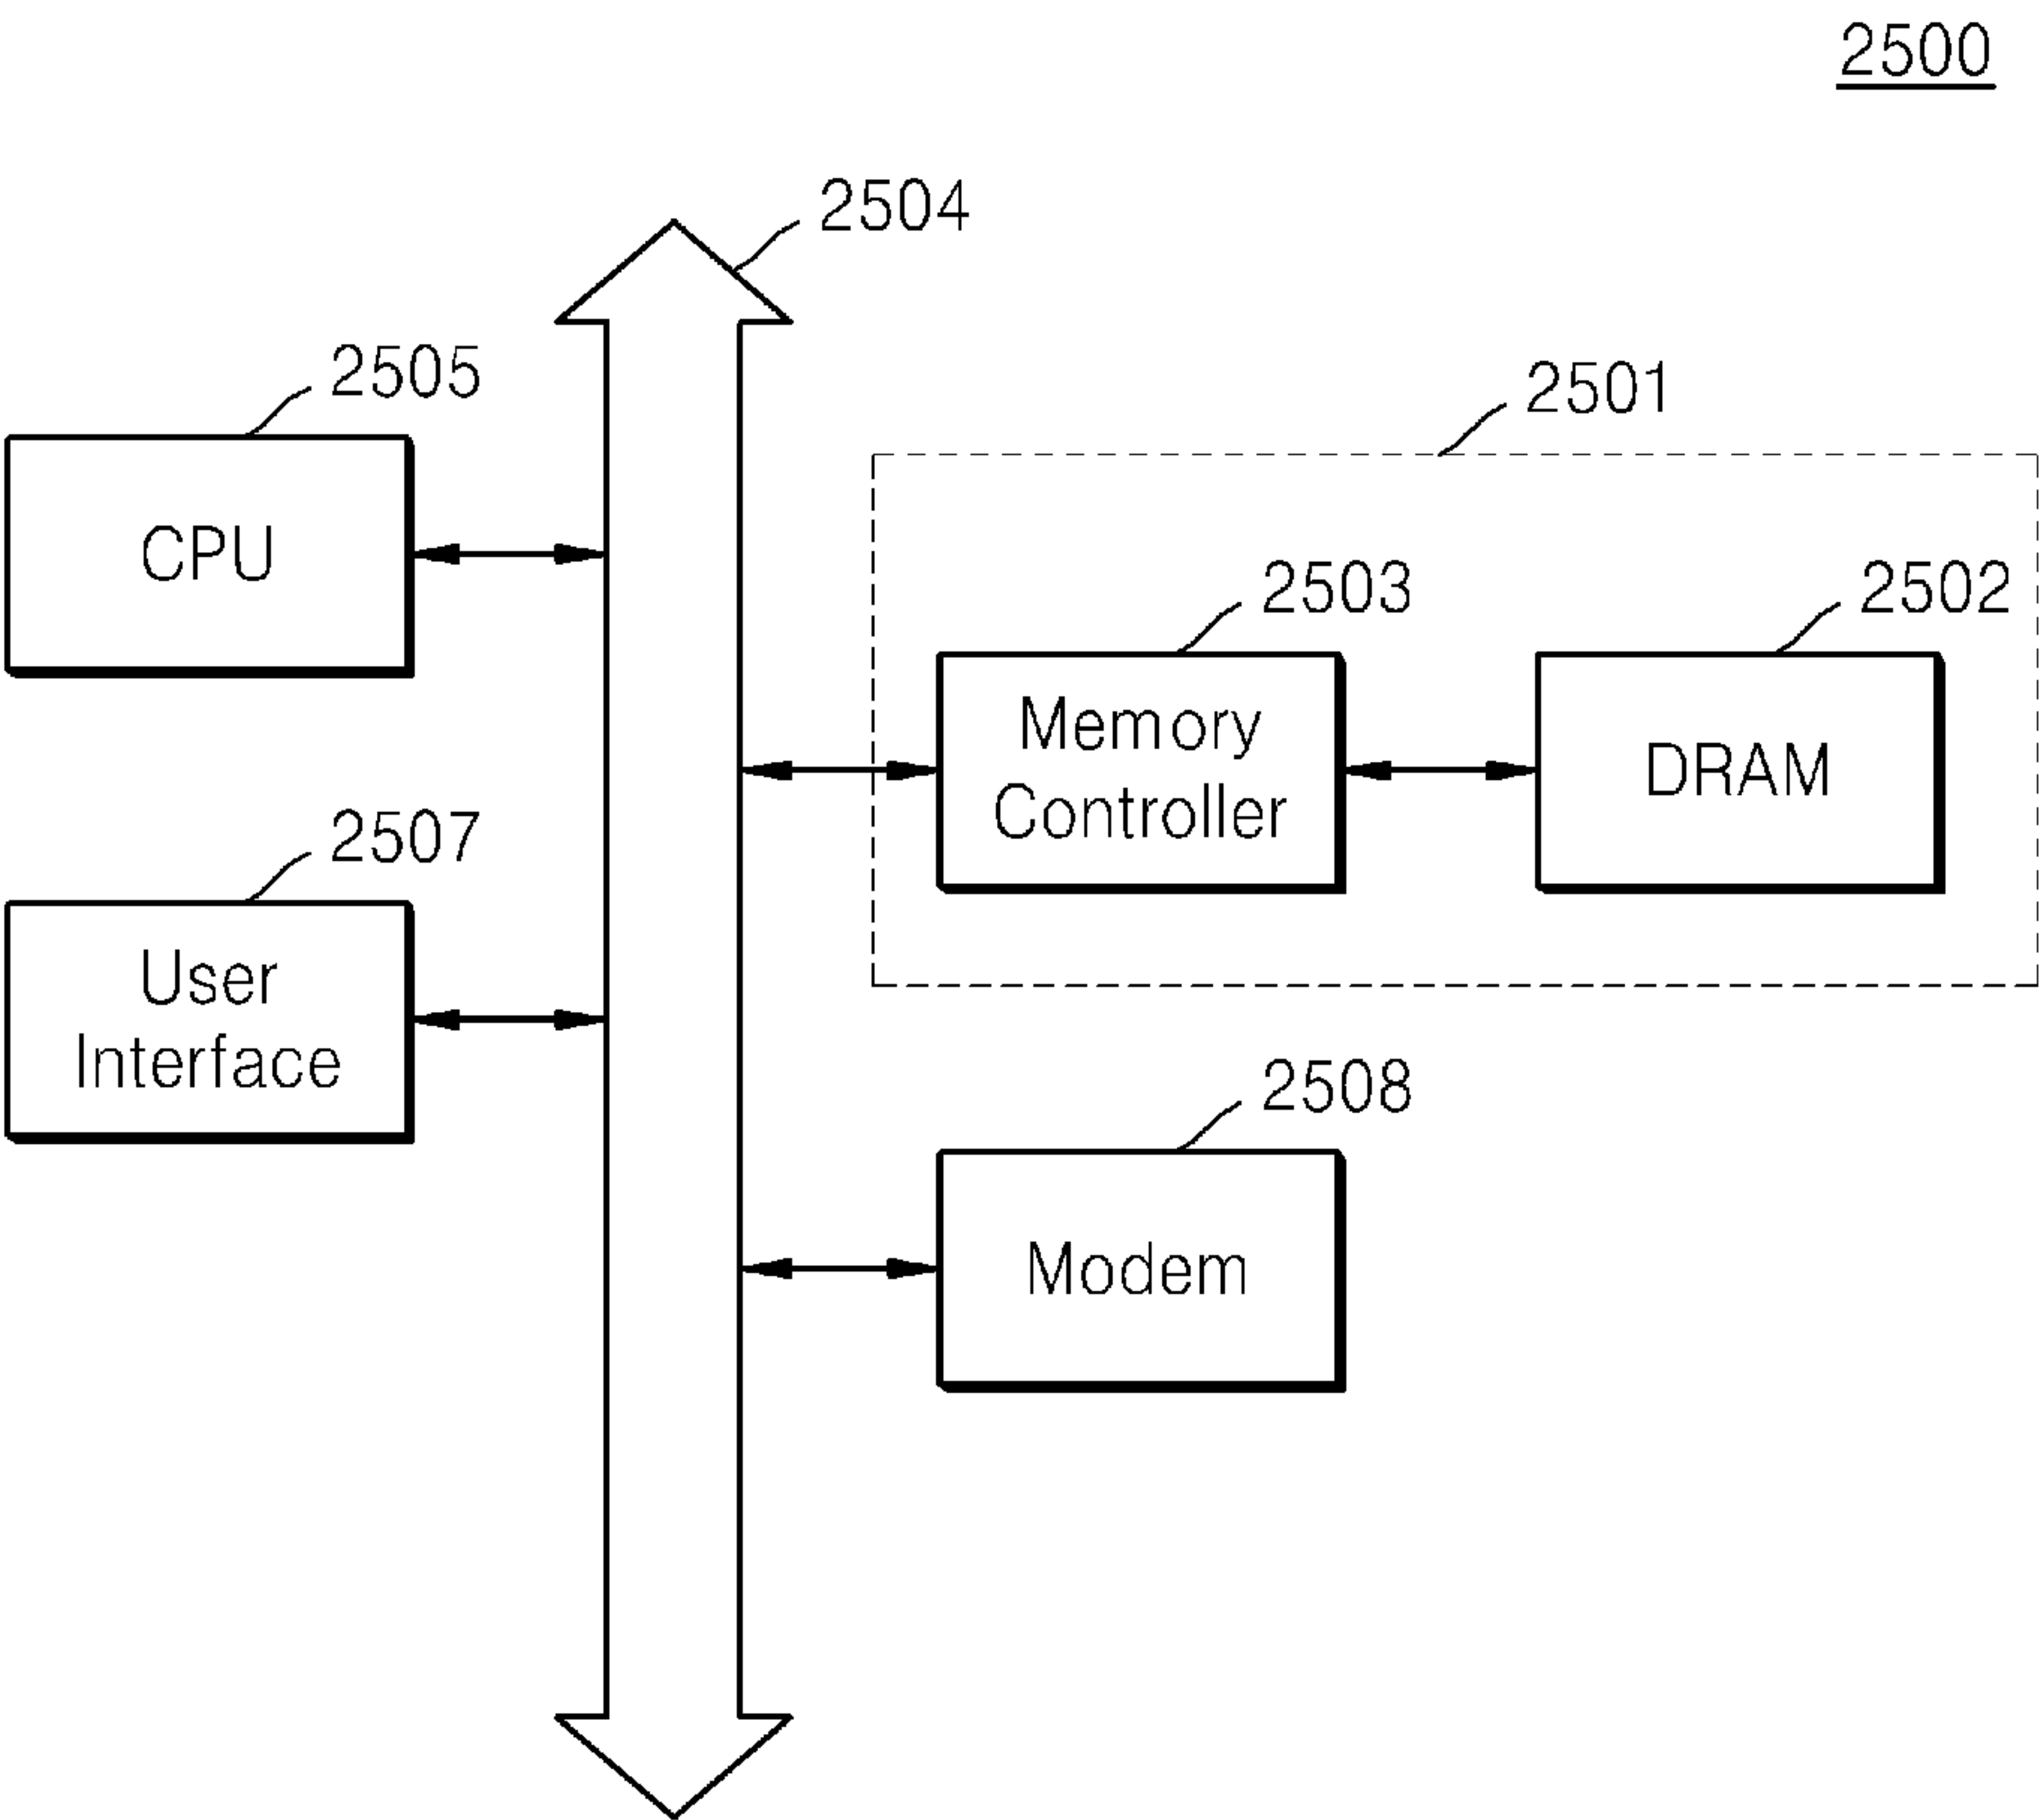 2500
2504
2505
2501
CPU
2503
2502
Memory
Controller
DRAM
2507
User
Interface
2508
Modem